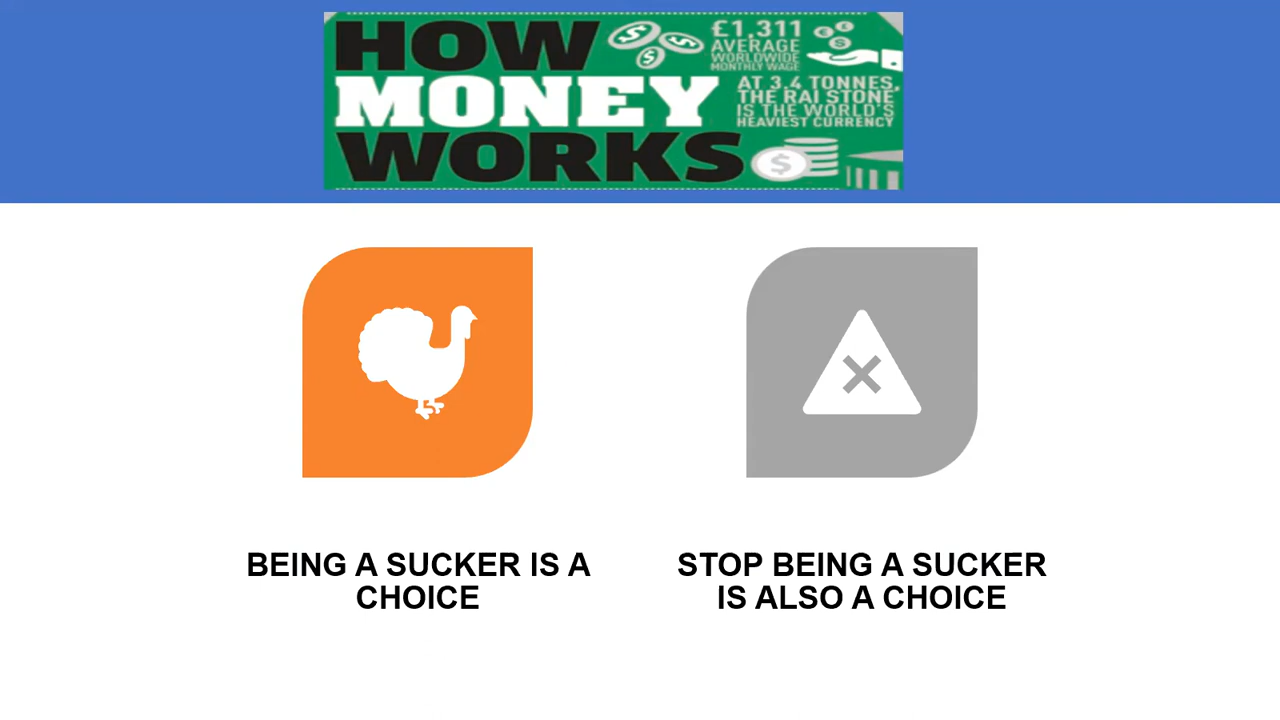 HOW
MONEY
WORKS
£1,311
AVERAGE
WORLDWIDE
MONTHLY WAGE
AT 3.4 TONNES,
THE RAI STONE
IS THE WORLD'S
HEAVIEST CURRENCY
BEING A SUCKER IS A
CHOICE
STOP BEING A SUCKER
IS ALSO A CHOICE